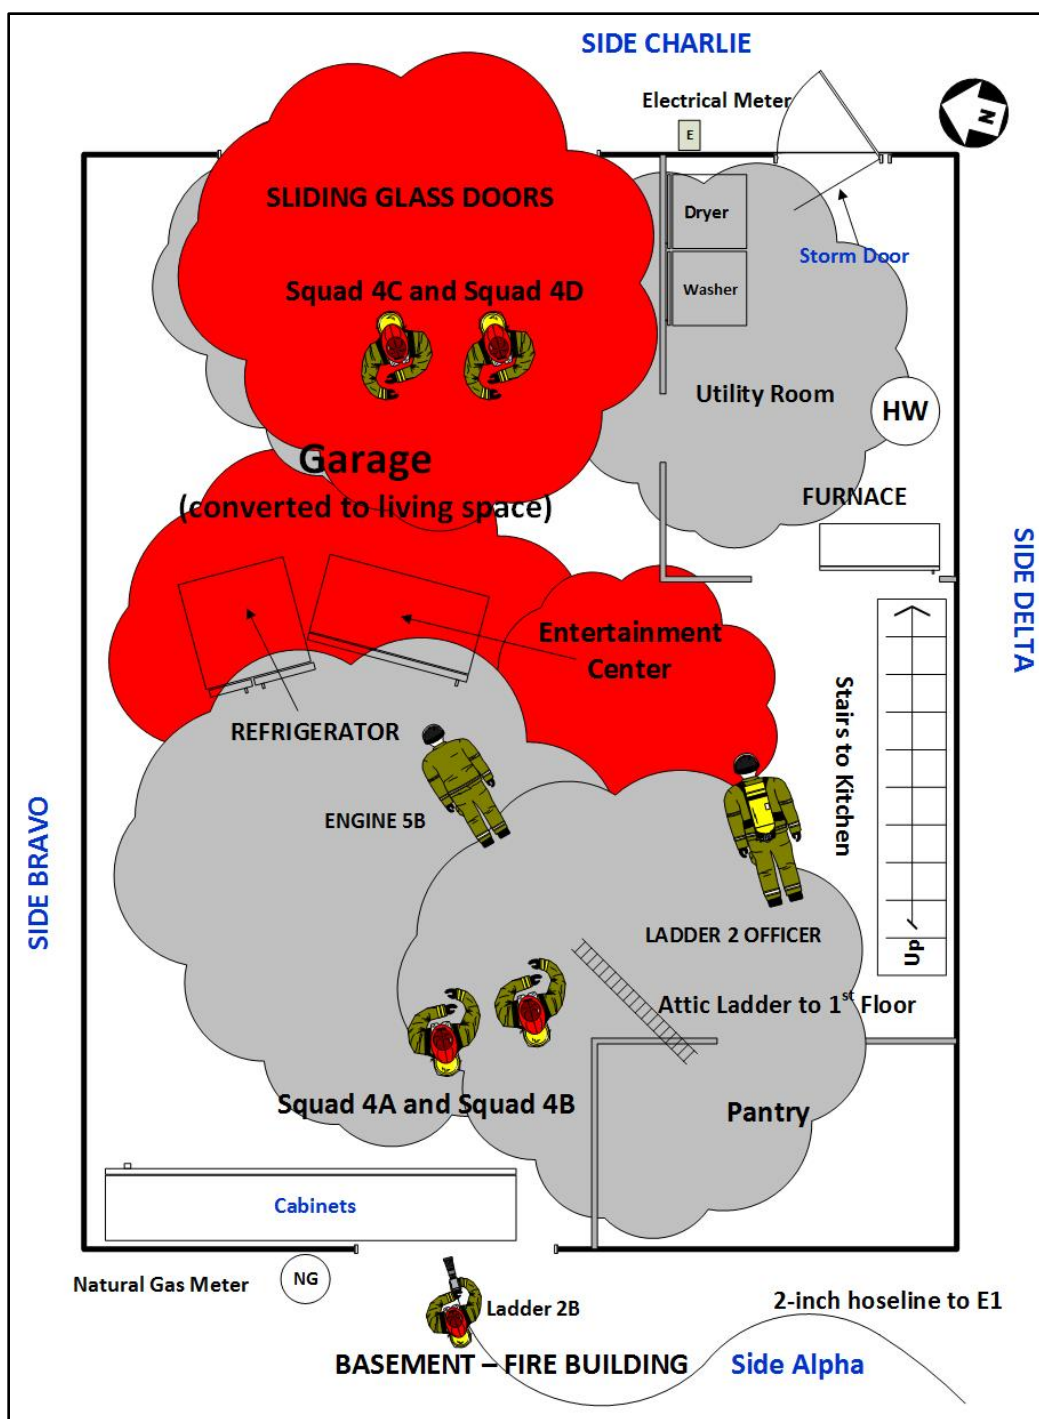 SIDE CHARLIE
Electrical Meter
E
N
SLIDING GLASS DOORS
Dryer
Storm Door
Washer
Squad 4C and Squad 4D
Utility Room
HW
Garage
(converted to living space)
FURNACE
SIDE DELTA
Entertainment
Center
Stairs to Kitchen
REFRIGERATOR
ENGINE 5B
SIDE BRAVO
LADDER 2 OFFICER
Up
Attic Ladder to 1st Floor
Squad 4A and Squad 4B
Pantry
Cabinets
Natural Gas Meter
NG
Ladder 2B
2-inch hoseline to E1
BASEMENT – FIRE BUILDING
Side Alpha